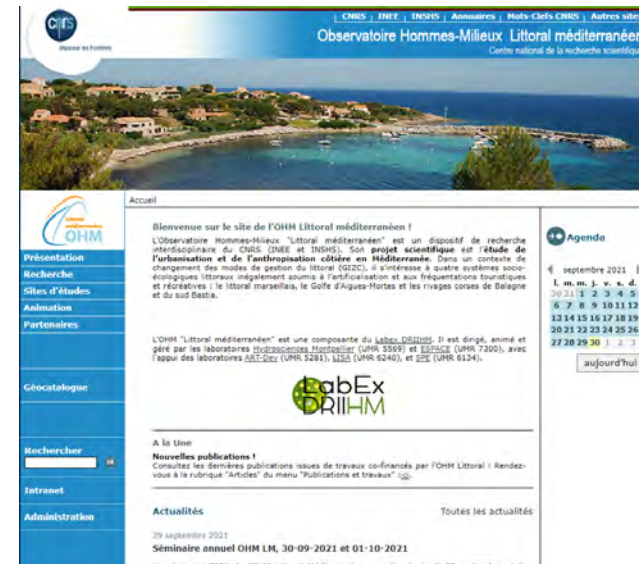 cnrs
dépasser les frontières
| CNRS | INEE | INSHS | Annuaires | Mots-Clefs CNRS | Autres sites
Observatoire Hommes-Milieux Littoral méditerranéen
Centre national de la recherche scientifique
Accueil
Littoral
méditerranéen
OHM
Présentation
Recherche
Sites d'études
Animation
Partenaires
Géocatalogue
Rechercher
ok
Intranet
Administration
Bienvenue sur le site de l'OHM Littoral méditerranéen !
L'Observatoire Hommes-Milieux "Littoral méditerranéen" est un dispositif de recherche
interdisciplinaire du CNRS (INEE et INSHS). Son projet scientifique est l'étude de
l'urbanisation et de l'anthropisation côtière en Méditerranée. Dans un contexte de
changement des modes de gestion du littoral (GIZC), il s'intéresse à quatre systèmes socio-
écologiques littoraux inégalement soumis à l'artificialisation et aux fréquentations touristiques
et récréatives : le littoral marseillais, le Golfe d'Aigues-Mortes et les rivages corses de Balagne
et du sud Bastia.
L'OHM "Littoral méditerranéen" est une composante du Labex DRIIHM. Il est dirigé, animé et
géré par les laboratoires Hydrosciences Montpellier (UMR 5569) et ESPACE (UMR 7300), avec
l'appui des laboratoires ART-Dev (UMR 5281), LISA (UMR 6240), et SPE (UMR 6134).
LabEx
DRIIHM
A la Une
Nouvelles publications !
Consultez les dernières publications issues de travaux co-financés par l'OHM Littoral ! Rendez-
vous à la rubrique "Articles" du menu "Publications et travaux" ici.
Actualités
Toutes les actualités
29 septembre 2021
Séminaire annuel OHM LM, 30-09-2021 et 01-10-2021
Agenda
septembre 2021
l. m. m. j. v. s. d.
30 31 1 2 3 4 5
6 7 8 9 10 11 12
13 14 15 16 17 18 19
20 21 22 23 24 25 26
27 28 29 30 1 2 3
aujourd'hui